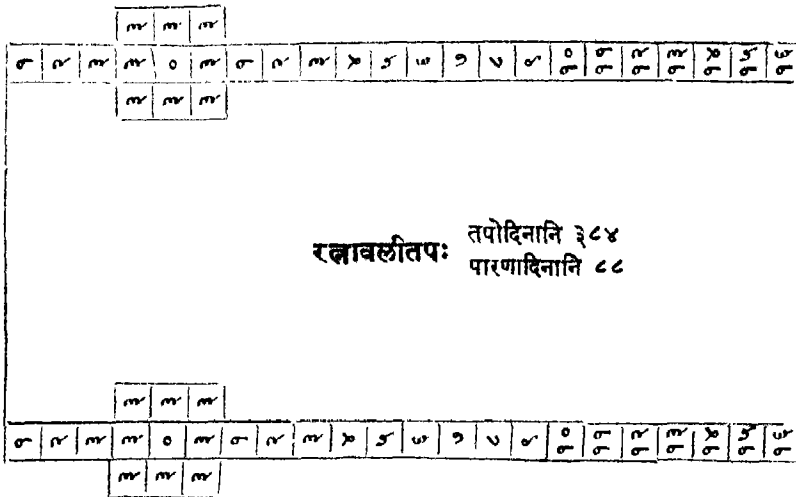 ३ ३ ३
१ २ ३ ३ ० ३ १ २ ३ ४ ५ ६ ७ ८ ९ १० ११ १२ १३ १४ १५ १६
३ ३ ३
रत्नावलीतपः
तपोदिनानि ३८४
पारणादिनानि ८८
३ ३ ३
१ २ ३ ३ ० ३ १ २ ३ ४ ५ ६ ७ ८ ९ १० ११ १२ १३ १४ १५ १६
३ ३ ३